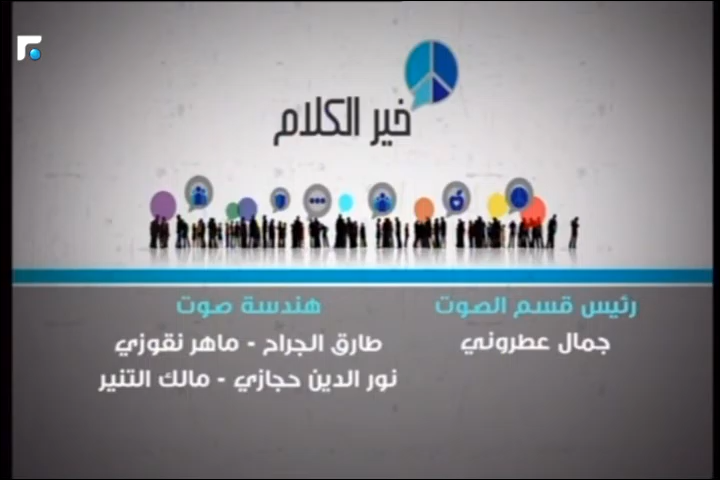 خير الكلام
رئيس قسم الصوت
جمال عطروني
هندسة صوت
طارق الجراح - ماهر نقوزي
نور الدين حجازي - مالك التنير